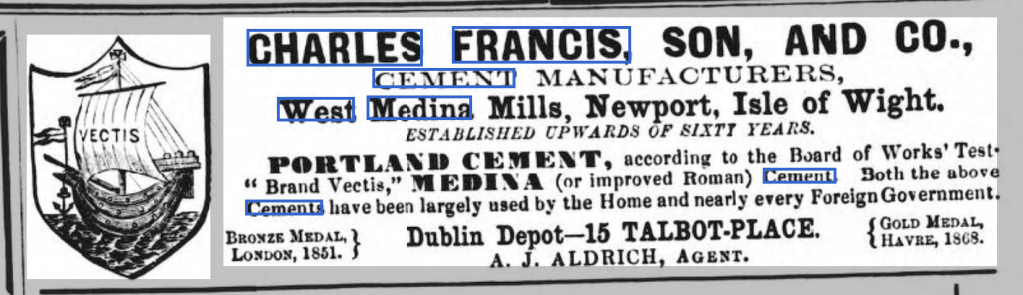 VECTIS
CHARLES FRANCIS, SON, AND CO.,
CEMENT MANUFACTURERS,
West Medina Mills, Newport, Isle of Wight.
ESTABLISHED UPWARDS OF SIXTY YEARS.
PORTLAND CEMENT, according to the Board of Works' Test-
“ Brand Vectis,” MEDINA (or improved Roman) Cement. Both the above
Cements have been largely used by the Home and nearly every Foreign Government.
BRONZE MEDAL,
LONDON, 1851. }
Dublin Depot—15 TALBOT-PLACE.
A. J. ALDRICH, AGENT.
{ GOLD MEDAL,
HAVRE, 1868.